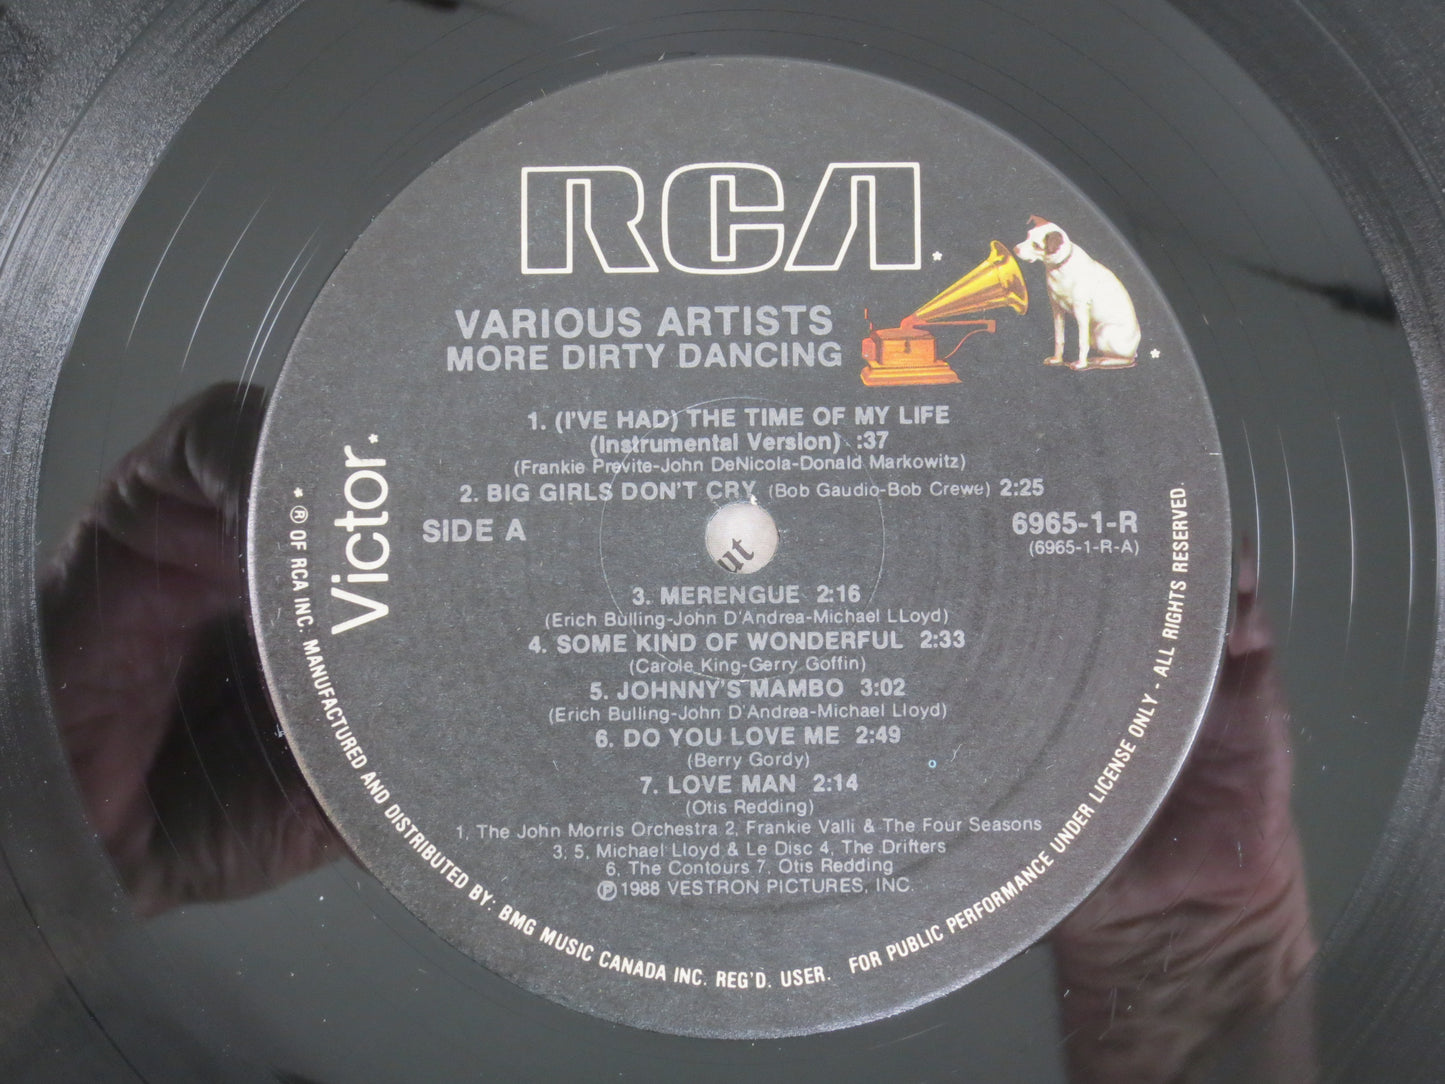 RCA
VARIOUS ARTISTS
MORE DIRTY DANCING
1. (I'VE HAD) THE TIME OF MY LIFE
(Instrumental Version) :37
(Frankie Previte-John DeNicola-Donald Markowitz)
2. BIG GIRLS DON'T CRY (Bob Gaudio-Bob Crewe) 2:25
SIDE A
6965-1-R
(6965-1-R-A)
ut
3. MERENGUE 2:16
(Erich Bulling-John D'Andrea-Michael LLoyd)
4. SOME KIND OF WONDERFUL 2:33
(Carole King-Gerry Goffin)
5. JOHNNY'S MAMBO 3:02
(Erich Bulling-John D'Andrea-Michael Lloyd)
6. DO YOU LOVE ME 2:49
(Berry Gordy)
7. LOVE MAN 2:14
(Otis Redding)
1, The John Morris Orchestra 2, Frankie Valli & The Four Seasons
3, 5, Michael Lloyd & Le Disc 4, The Drifters
6, The Contours 7, Otis Redding
℗ 1988 VESTRON PICTURES, INC.
Victor
* ® OF RCA INC. MANUFACTURED AND DISTRIBUTED BY: BMG MUSIC CANADA INC. REG'D. USER. FOR PUBLIC PERFORMANCE UNDER LICENSE ONLY - ALL RIGHTS RESERVED.